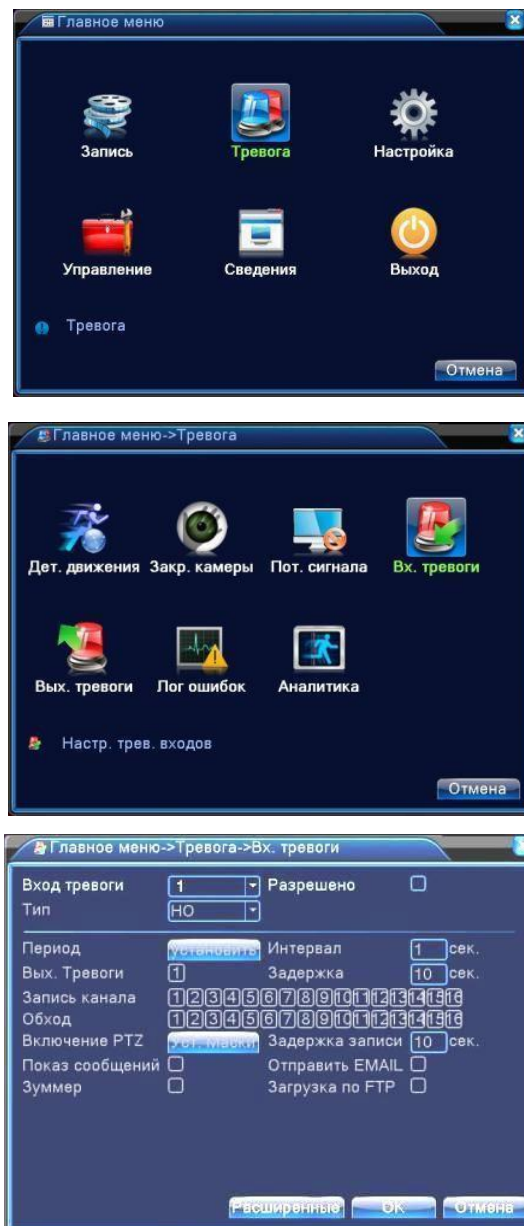 Главное меню
Запись Тревога Настройка
Управление Сведения Выход
Тревога
Отмена
Главное меню->Тревога
Дет. движения Закр. камеры Пот. сигнала Вх. тревоги
Вых. тревоги Лог ошибок Аналитика
Настр. трев. входов
Отмена
Главное меню->Тревога->Вх. тревоги
Вход тревоги 1 Разрешено
Тип НО
Период Установить Интервал 1 сек.
Вых. Тревоги 1 Задержка 10 сек.
Запись канала 1 2 3 4 5 6 7 8 9 10 11 12 13 14 15 16
Обход 1 2 3 4 5 6 7 8 9 10 11 12 13 14 15 16
Включение PTZ Уст. Маски Задержка записи 10 сек.
Показ сообщений Отправить EMAIL
Зуммер Загрузка по FTP
Расширенные OK Отмена